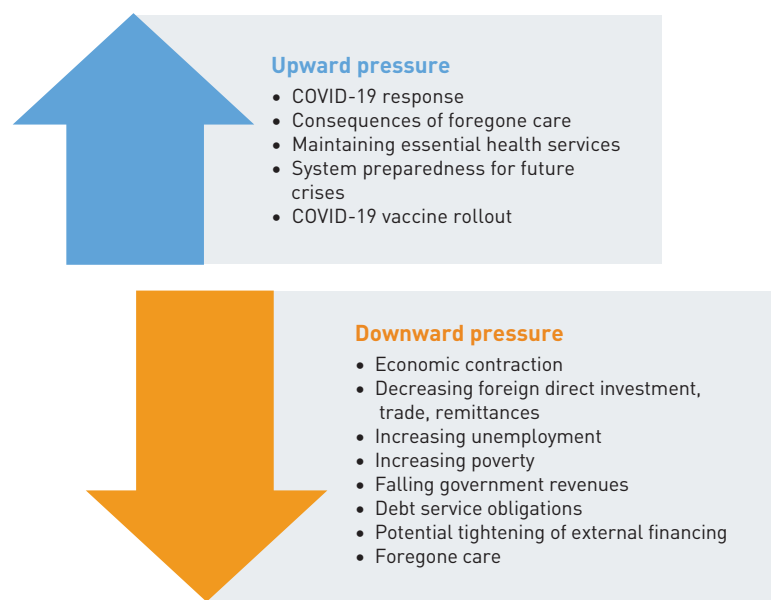 Upward pressure
• COVID-19 response
• Consequences of foregone care
• Maintaining essential health services
• System preparedness for future
crises
• COVID-19 vaccine rollout
Downward pressure
• Economic contraction
• Decreasing foreign direct investment,
trade, remittances
• Increasing unemployment
• Increasing poverty
• Falling government revenues
• Debt service obligations
• Potential tightening of external financing
• Foregone care